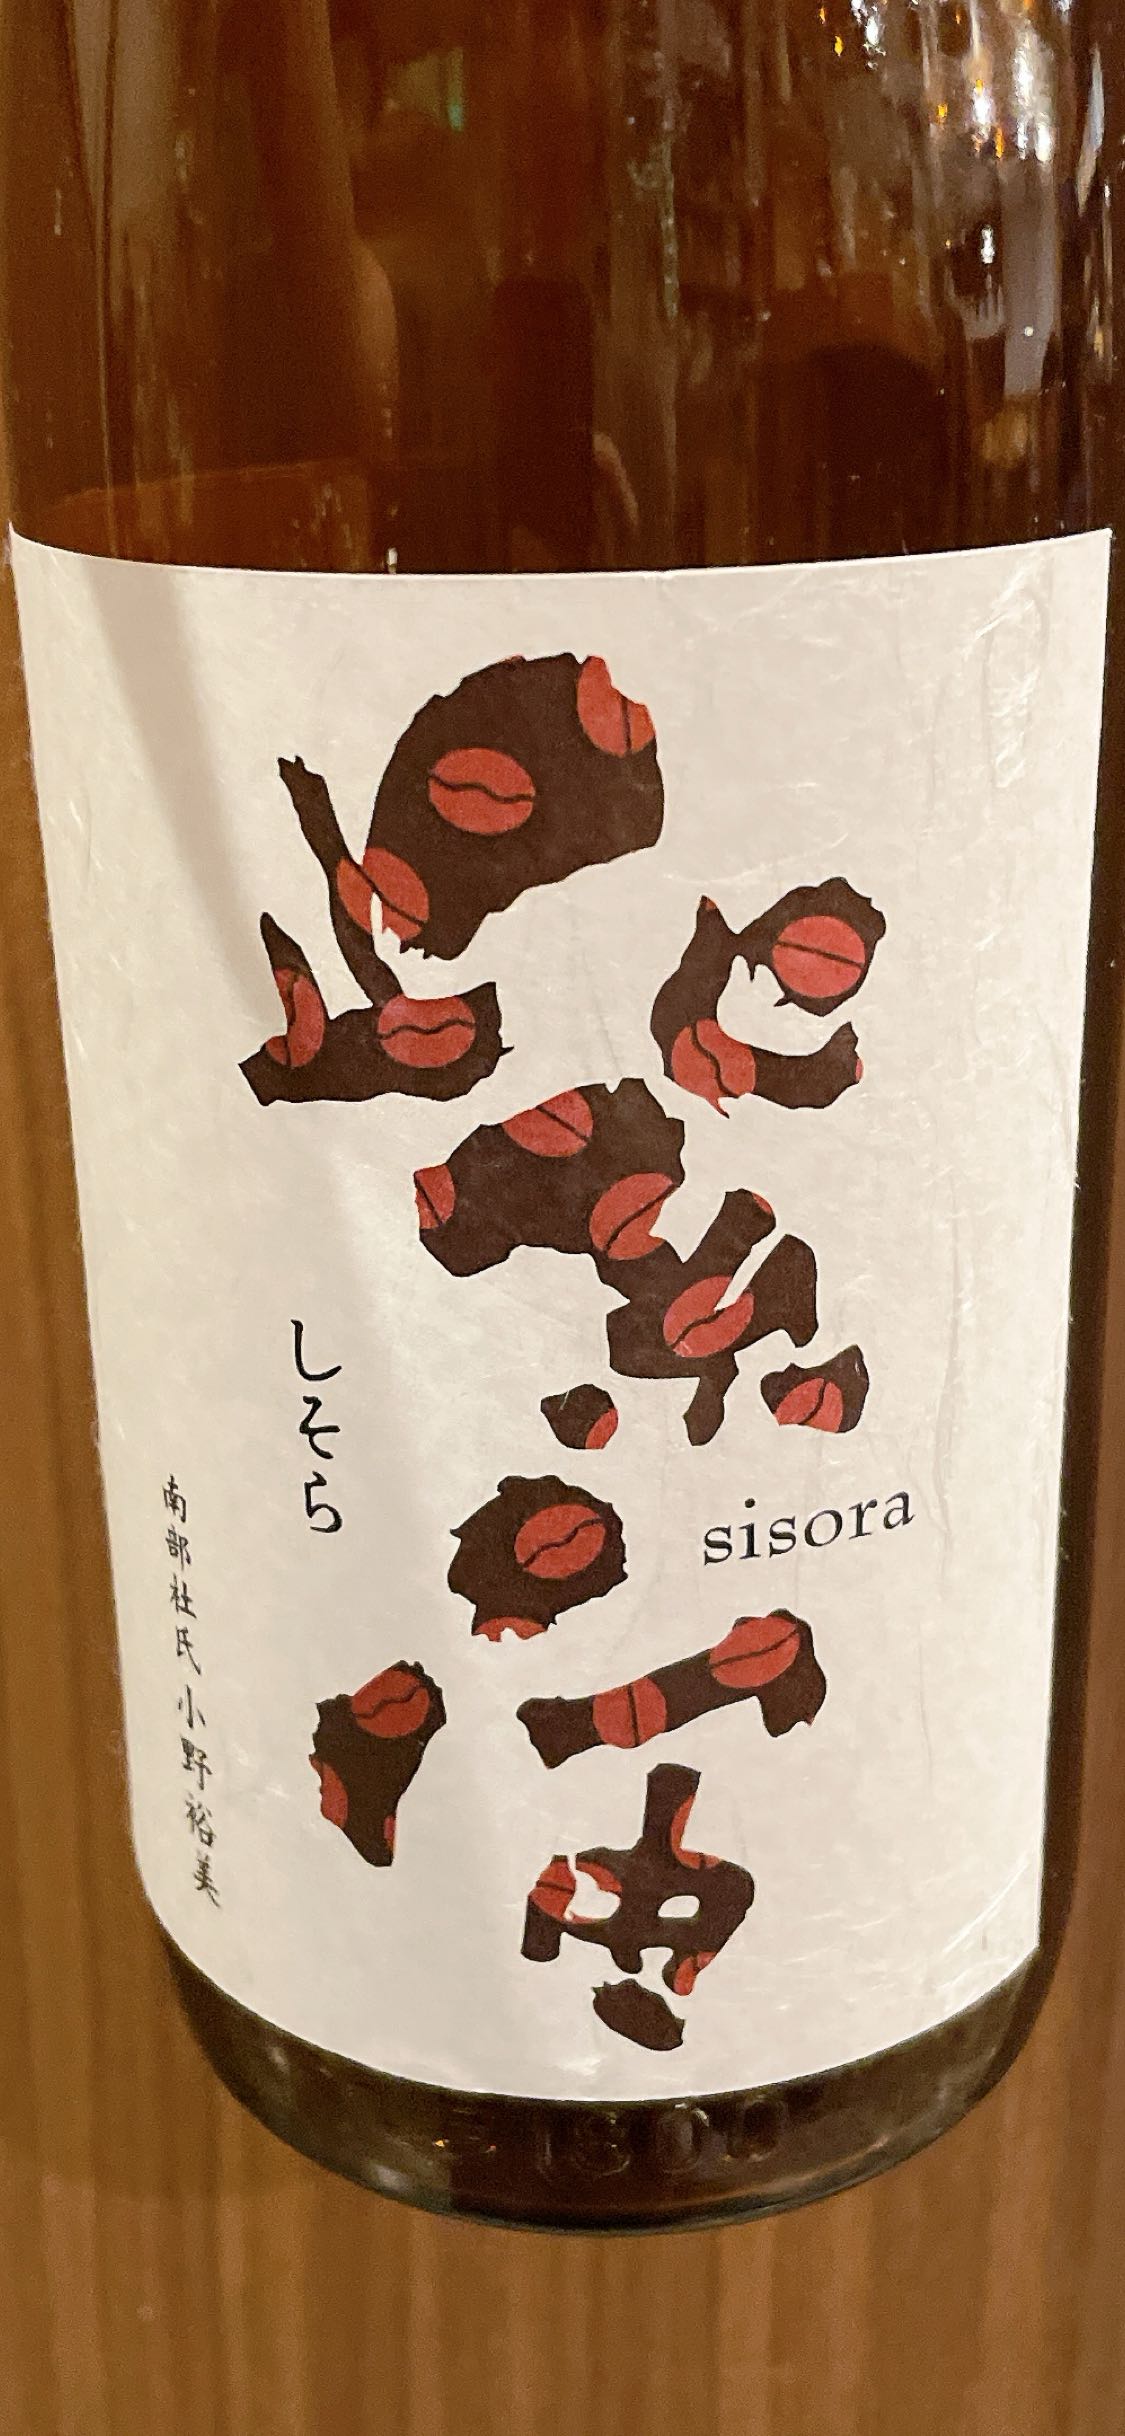 紫宙
sisora
しそら
南部杜氏 小野裕美